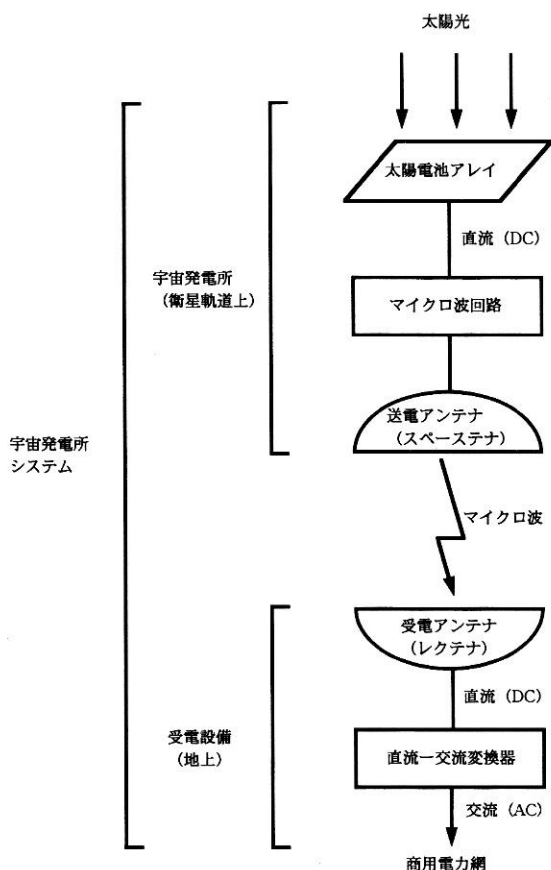 太陽光
太陽電池アレイ
直流（DC）
宇宙発電所
（衛星軌道上）
マイクロ波回路
送電アンテナ
（スペーステナ）
宇宙発電所
システム
マイクロ波
受電アンテナ
（レクテナ）
直流（DC）
受電設備
（地上）
直流ー交流変換器
交流（AC）
商用電力網